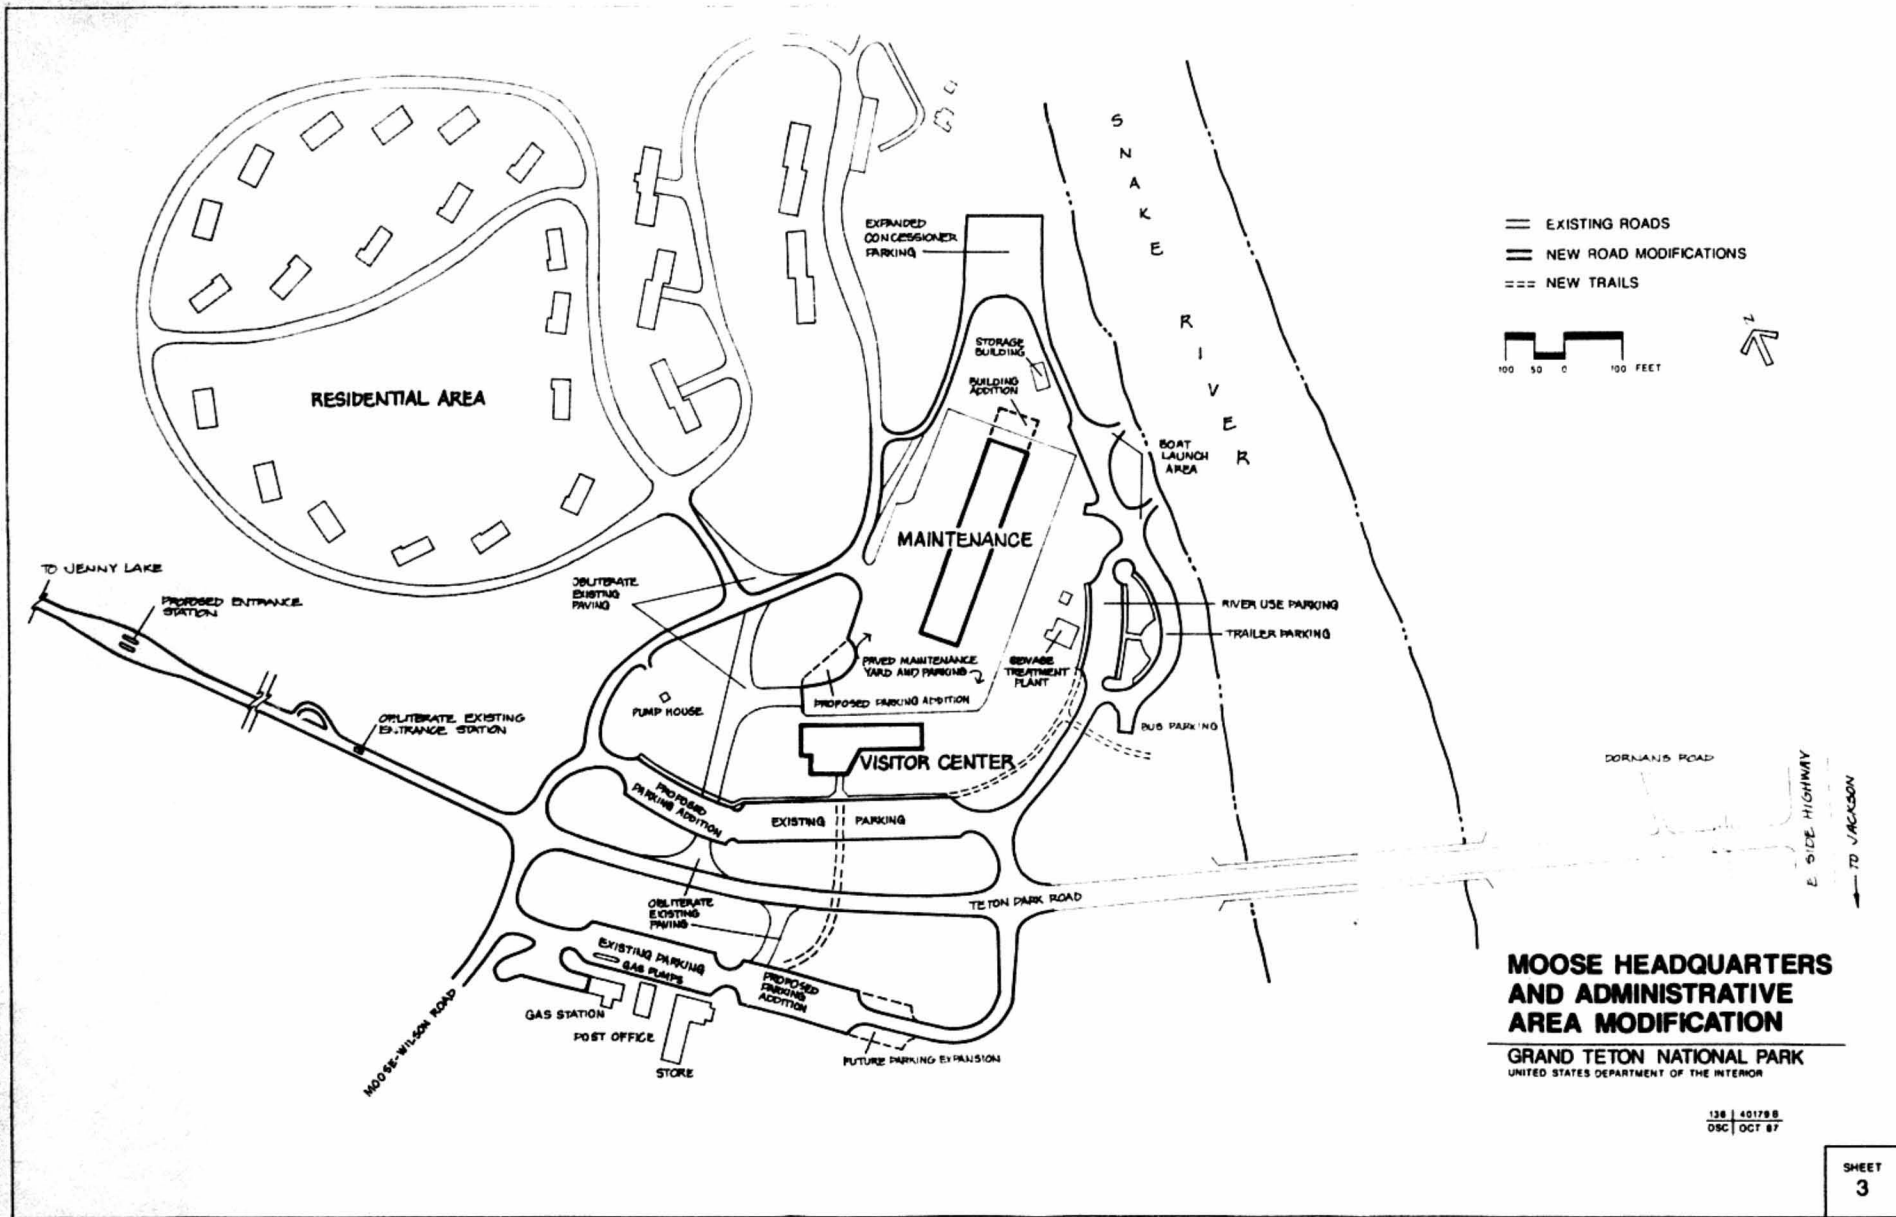 SNAKE RIVER
EXPANDED
CONCESSIONER
PARKING
EXISTING ROADS
NEW ROAD MODIFICATIONS
NEW TRAILS
N
100 50 0 100 FEET
STORAGE
BUILDING
BUILDING
ADDITION
RESIDENTIAL AREA
BOAT
LAUNCH
AREA
MAINTENANCE
TO JENNY LAKE
PROPOSED ENTRANCE
STATION
OBLITERATE
EXISTING
PAVING
RIVER USE PARKING
TRAILER PARKING
PAVED MAINTENANCE
YARD AND PARKING
SEWAGE
TREATMENT
PLANT
PROPOSED PARKING ADDITION
PUMP HOUSE
OBLITERATE EXISTING
ENTRANCE STATION
BUS PARKING
VISITOR CENTER
DORNANS ROAD
E SIDE HIGHWAY
TO JACKSON
PROPOSED
PARKING ADDITION
EXISTING PARKING
TETON PARK ROAD
OBLITERATE
EXISTING
PAVING
EXISTING PARKING
GAS PUMPS
PROPOSED
PARKING
ADDITION
GAS STATION
POST OFFICE
STORE
FUTURE PARKING EXPANSION
MOOSE-WILSON ROAD
MOOSE HEADQUARTERS
AND ADMINISTRATIVE
AREA MODIFICATION
GRAND TETON NATIONAL PARK
UNITED STATES DEPARTMENT OF THE INTERIOR
136 40179B
DSC OCT 87
SHEET
3